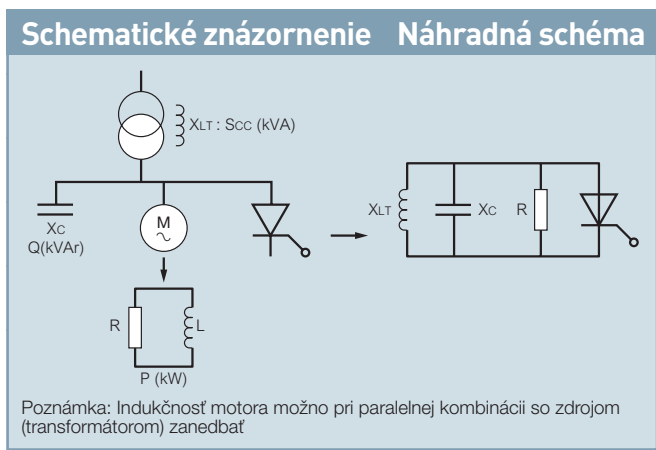 Schematické znázornenie Náhradná schéma
XLT : SCC (kVA)
XC
Q(kVAr)
M
R
L
P (kW)
XLT
XC
R
Poznámka: Indukčnosť motora možno pri paralelnej kombinácii so zdrojom
(transformátorom) zanedbať